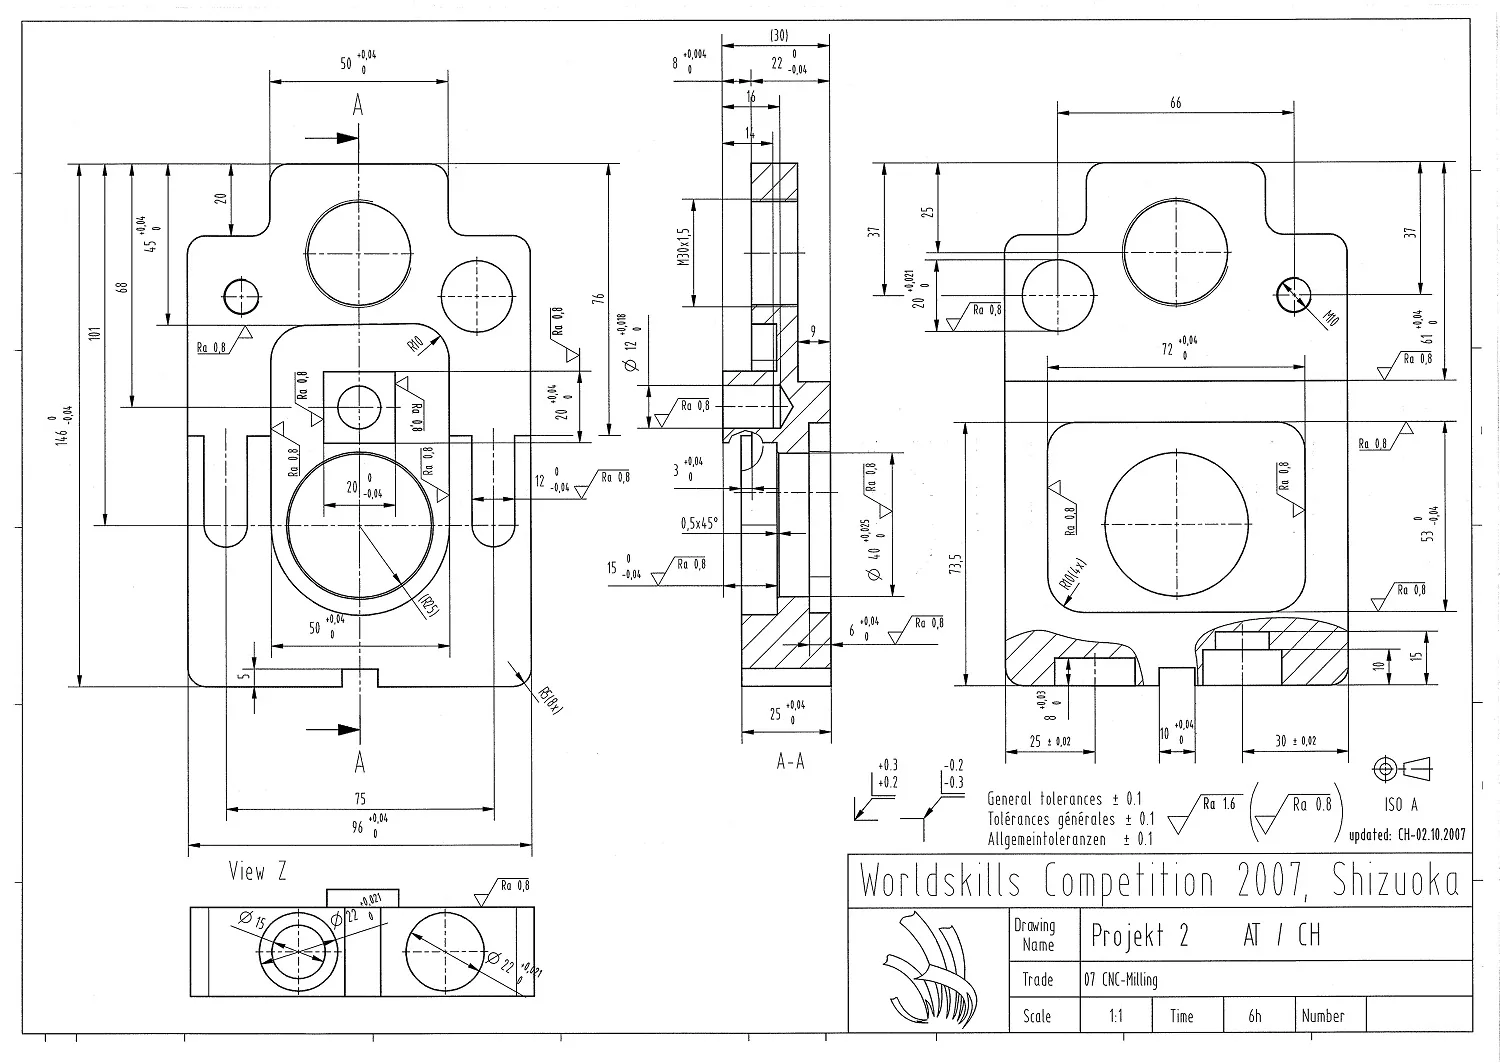 50 +0,04 0
A
20
45 +0,04 0
68
101
146 0 -0,04
76
Ra 0,8
R10
Ra 0,8
Ra 0,8
Ra 0,8
Ra 0,8
Ra 0,8
20 +0,04 0
20 0 -0,04
12 0 -0,04
Ra 0,8
50 +0,04 0
(R25)
5
R5(8x)
A
75
96 +0,04 0
(30)
8 +0,004 0
22 0 -0,04
16
14
M30x1,5
Ø 12 +0,018 0
9
Ra 0,8
3 +0,04 0
0,5x45°
15 0 -0,04
Ra 0,8
Ø 40 +0,025 0
Ra 0,8
6 +0,04 0
Ra 0,8
25 +0,04 0
A-A
66
37
25
20 +0,021 0
Ra 0,8
37
M10
61 +0,04 0
Ra 0,8
72 +0,04 0
Ra 0,8
Ra 0,8
Ra 0,8
73,5
R10(4x)
53 0 -0,04
Ra 0,8
8 +0,03 0
10
15
25 ± 0,02
10 +0,04 0
30 ± 0,02
View Z
Ø 15
Ø 22 +0,021 0
Ø 22 +0,021 0
Ra 0,8
+0.3
+0.2
-0.2
-0.3
General tolerances ± 0.1
Tolérances générales ± 0.1
Allgemeintoleranzen ± 0.1
Ra 1.6
Ra 0.8
ISO A
updated: CH-02.10.2007
Worldskills Competition 2007, Shizuoka
Drawing Name
Projekt 2 AT / CH
Trade
07 CNC-Milling
Scale
1:1
Time
6h
Number